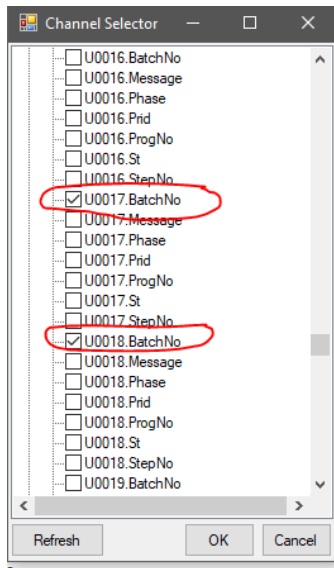 Channel Selector
U0016.BatchNo
U0016.Message
U0016.Phase
U0016.Prid
U0016.ProgNo
U0016.St
U0016.StepNo
U0017.BatchNo
U0017.Message
U0017.Phase
U0017.Prid
U0017.ProgNo
U0017.St
U0017.StepNo
U0018.BatchNo
U0018.Message
U0018.Phase
U0018.Prid
U0018.ProgNo
U0018.St
U0018.StepNo
U0019.BatchNo
Refresh OK Cancel